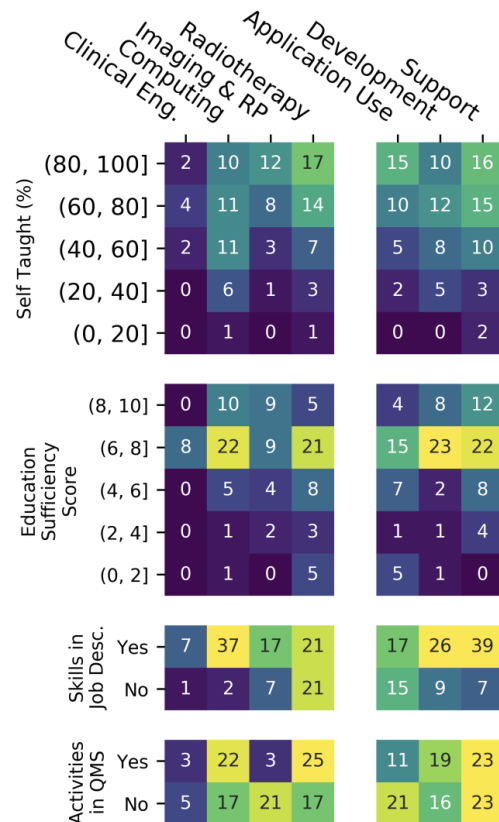 Clinical Eng.
Computing
Imaging & RP
Radiotherapy
Application Use
Development
Support
Self Taught (%)
(80, 100] 2 10 12 17 15 10 16
(60, 80] 4 11 8 14 10 12 15
(40, 60] 2 11 3 7 5 8 10
(20, 40] 0 6 1 3 2 5 3
(0, 20] 0 1 0 1 0 0 2
Education
Sufficiency
Score
(8, 10] 0 10 9 5 4 8 12
(6, 8] 8 22 9 21 15 23 22
(4, 6] 0 5 4 8 7 2 8
(2, 4] 0 1 2 3 1 1 4
(0, 2] 0 1 0 5 5 1 0
Skills in
Job Desc.
Yes 7 37 17 21 17 26 39
No 1 2 7 21 15 9 7
Activities
in QMS
Yes 3 22 3 25 11 19 23
No 5 17 21 17 21 16 23